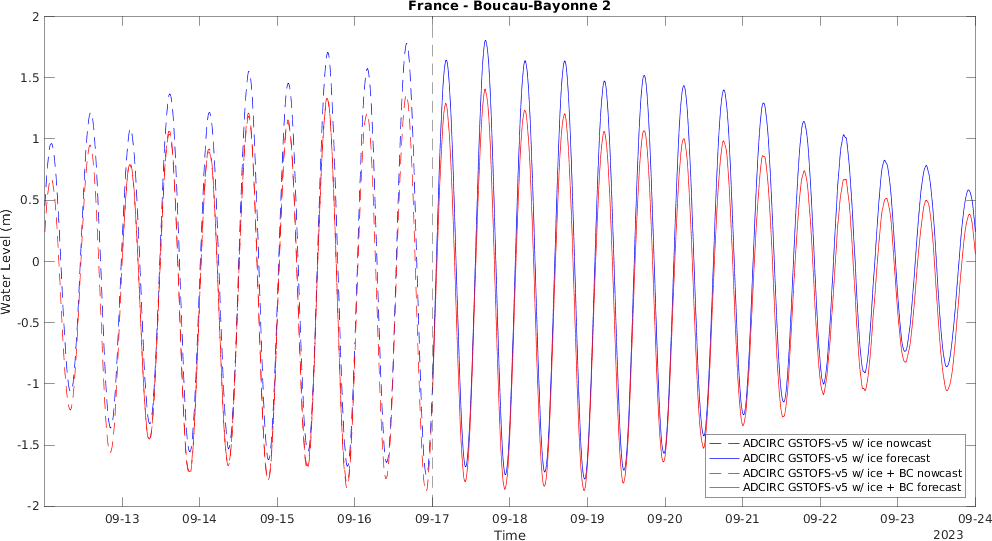 France - Boucau-Bayonne 2
2
1.5
1
0.5
0
-0.5
-1
-1.5
-2
Water Level (m)
ADCIRC GSTOFS-v5 w/ ice nowcast
ADCIRC GSTOFS-v5 w/ ice forecast
ADCIRC GSTOFS-v5 w/ ice + BC nowcast
ADCIRC GSTOFS-v5 w/ ice + BC forecast
09-13 09-14 09-15 09-16 09-17 09-18 09-19 09-20 09-21 09-22 09-23 09-24
Time
2023